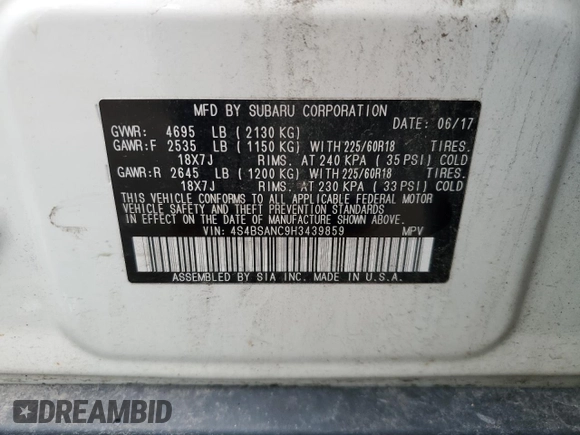 MFD BY SUBARU CORPORATION
DATE: 06/17
GVWR: 4695 LB (2130 KG)
GAWR:F 2535 LB (1150 KG) WITH 225/60R18 TIRES.
18X7J RIMS. AT 240 KPA (35 PSI) COLD
GAWR:R 2645 LB (1200 KG) WITH 225/60R18 TIRES.
18X7J RIMS. AT 230 KPA (33 PSI) COLD
THIS VEHICLE CONFORMS TO ALL APPLICABLE FEDERAL MOTOR
VEHICLE SAFETY AND THEFT PREVENTION STANDARDS
IN EFFECT ON THE DATE OF MANUFACTURE SHOWN ABOVE.
VIN: 4S4BSANC9H3439859 MPV
ASSEMBLED BY SIA INC. MADE IN U.S.A.
DREAMBID